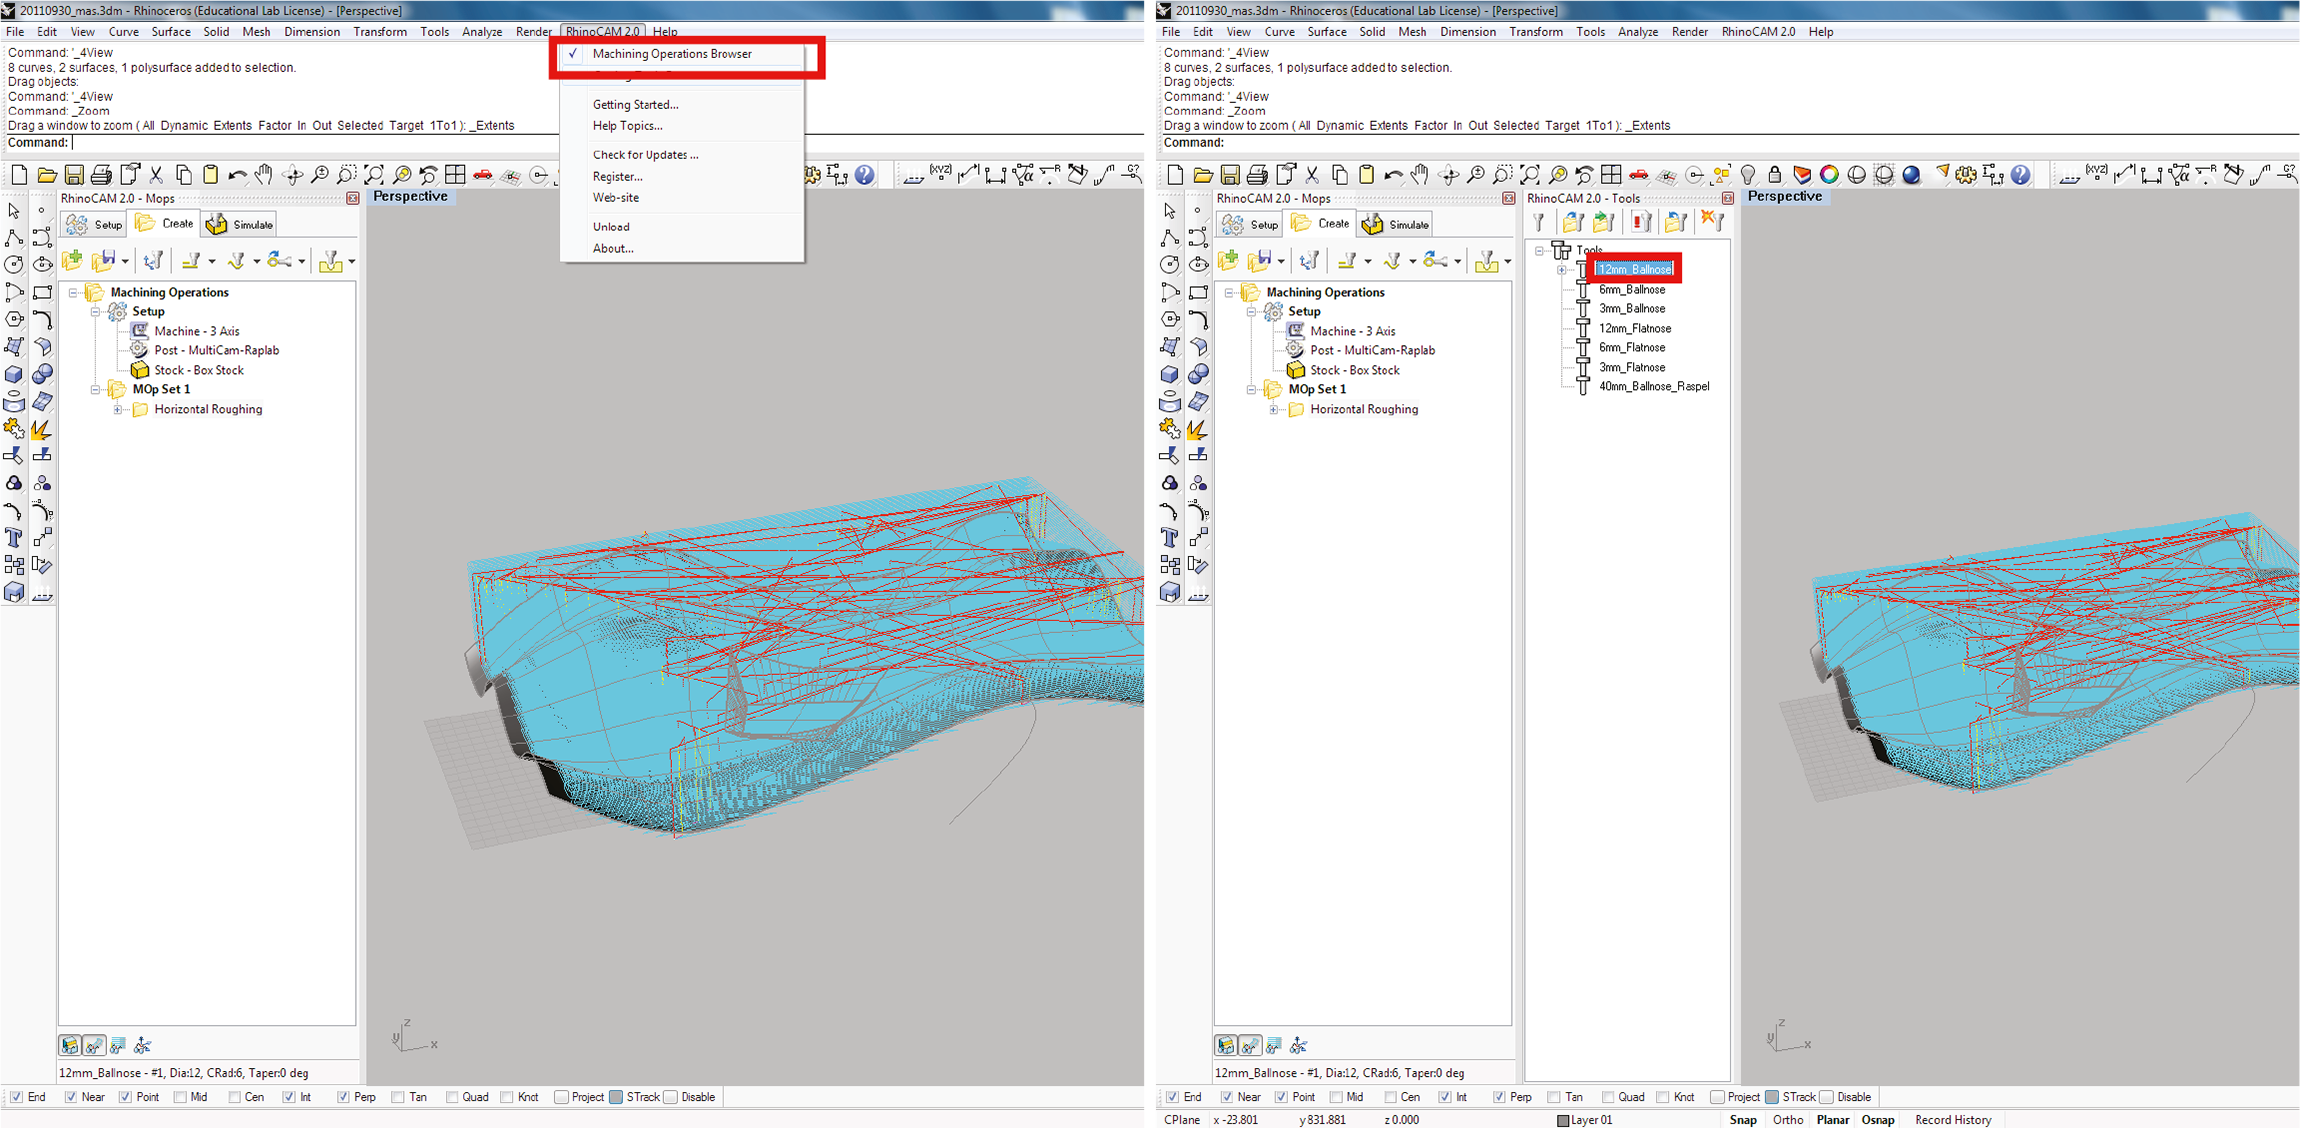 20110930_mas.3dm - Rhinoceros (Educational Lab License) - [Perspective]
File Edit View Curve Surface Solid Mesh Dimension Transform Tools Analyze Render RhinoCAM 2.0 Help
Command: '_4View
8 curves, 2 surfaces, 1 polysurface added to selection.
Drag objects:
Command: '_4View
Command: _Zoom
Drag a window to zoom ( All Dynamic Extents Factor In Out Selected Target 1To1 ): _Extents
Command:
Machining Operations Browser
Getting Started...
Help Topics...
Check for Updates ...
Register...
Web-site
Unload
About...
RhinoCAM 2.0 - Mops
Setup Create Simulate
Machining Operations
Setup
Machine - 3 Axis
Post - MultiCam-Raplab
Stock - Box Stock
MOp Set 1
Horizontal Roughing
Perspective
z
y
x
12mm_Ballnose - #1, Dia:12, CRad:6, Taper:0 deg
End Near Point Mid Cen Int Perp Tan Quad Knot Project STrack Disable
20110930_mas.3dm - Rhinoceros (Educational Lab License) - [Perspective]
File Edit View Curve Surface Solid Mesh Dimension Transform Tools Analyze Render RhinoCAM 2.0 Help
Command: '_4View
8 curves, 2 surfaces, 1 polysurface added to selection.
Drag objects:
Command: '_4View
Command: _Zoom
Drag a window to zoom ( All Dynamic Extents Factor In Out Selected Target 1To1 ): _Extents
Command:
RhinoCAM 2.0 - Mops
Setup Create Simulate
Machining Operations
Setup
Machine - 3 Axis
Post - MultiCam-Raplab
Stock - Box Stock
MOp Set 1
Horizontal Roughing
RhinoCAM 2.0 - Tools
Tools
12mm_Ballnose
6mm_Ballnose
3mm_Ballnose
12mm_Flatnose
6mm_Flatnose
3mm_Flatnose
40mm_Ballnose_Raspel
Perspective
z
y
x
12mm_Ballnose - #1, Dia:12, CRad:6, Taper:0 deg
End Near Point Mid Cen Int Perp Tan Quad Knot Project STrack Disable
CPlane x -23.801 y 831.881 z 0.000 Layer 01 Snap Ortho Planar Osnap Record History